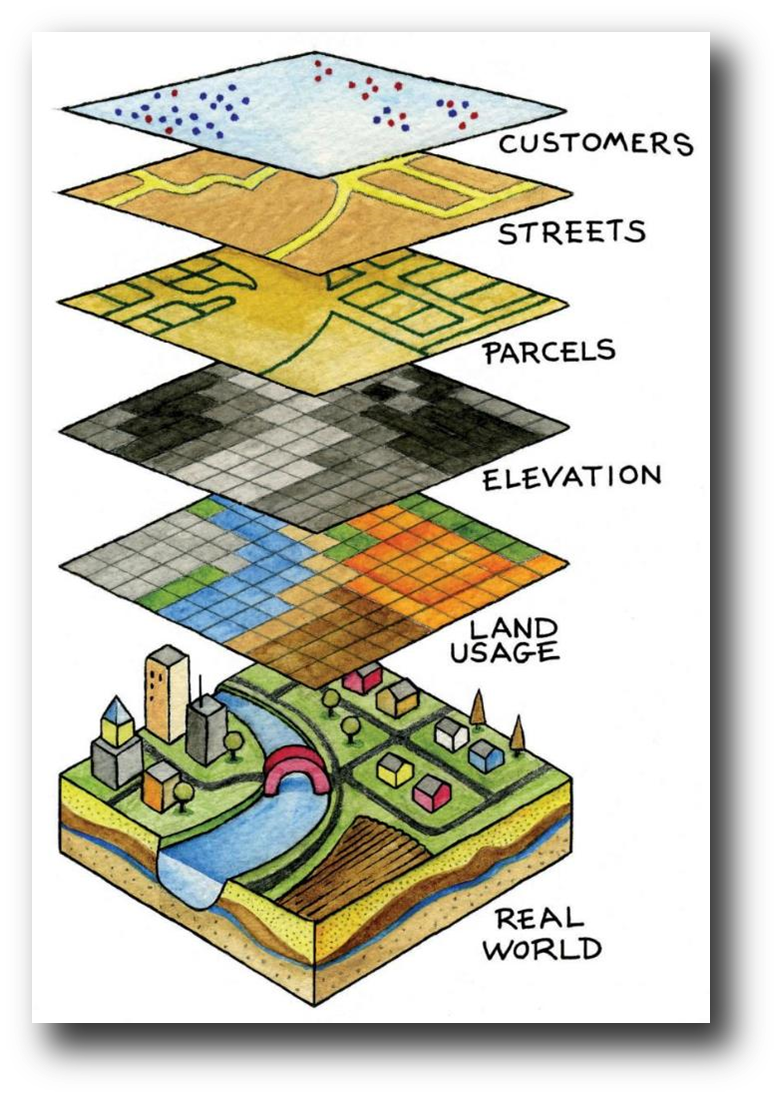 CUSTOMERS
STREETS
PARCELS
ELEVATION
LAND
USAGE
REAL
WORLD